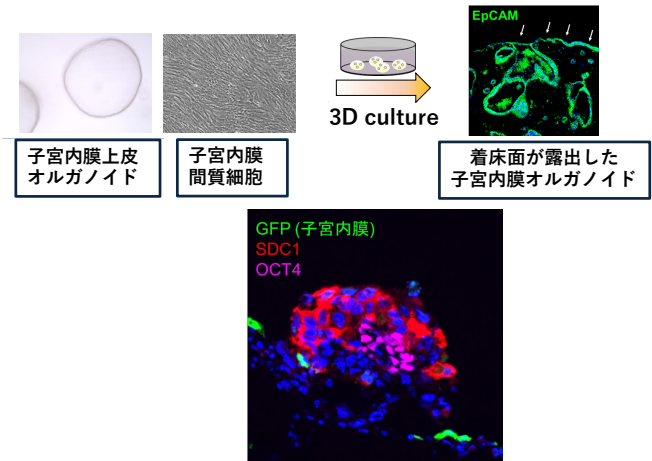 EpCAM
3D culture
子宮内膜上皮
オルガノイド
子宮内膜
間質細胞
着床面が露出した
子宮内膜オルガノイド
GFP (子宮内膜)
SDC1
OCT4